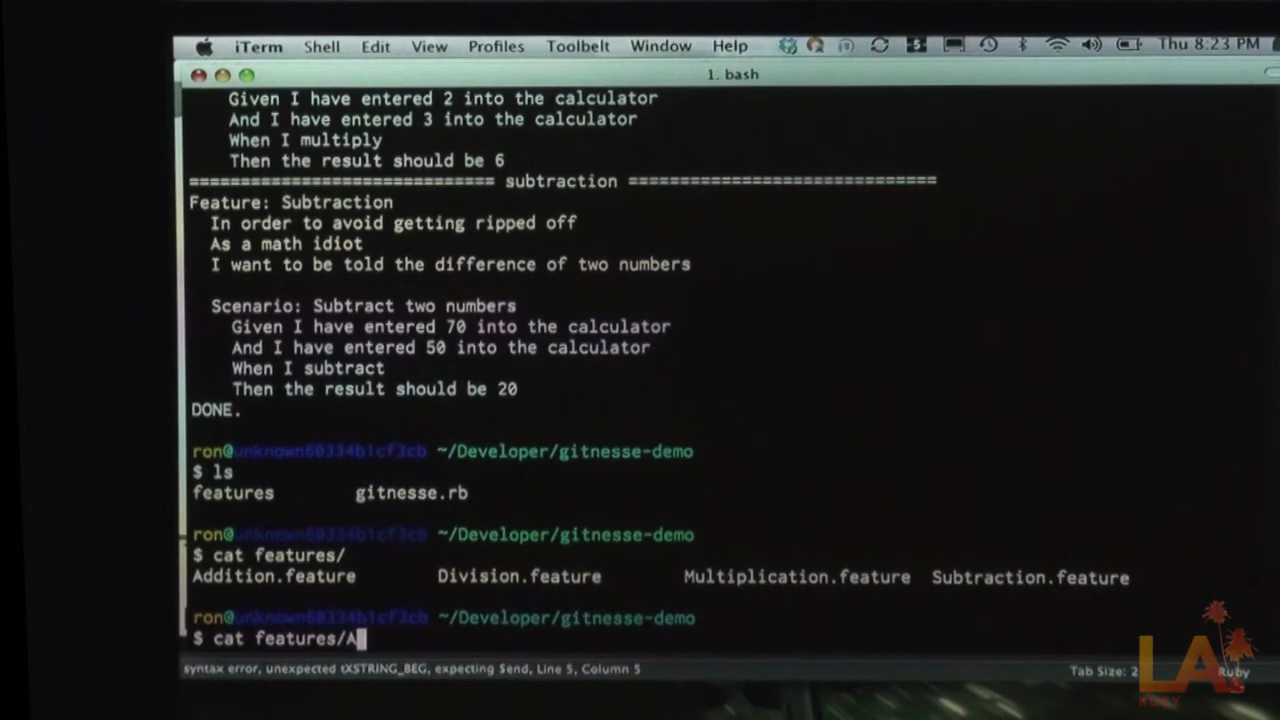 iTerm Shell Edit View Profiles Toolbelt Window Help Thu 8:23 PM
1. bash
Given I have entered 2 into the calculator
And I have entered 3 into the calculator
When I multiply
Then the result should be 6
============================= subtraction =============================
Feature: Subtraction
In order to avoid getting ripped off
As a math idiot
I want to be told the difference of two numbers
Scenario: Subtract two numbers
Given I have entered 70 into the calculator
And I have entered 50 into the calculator
When I subtract
Then the result should be 20
DONE.
ron@unknown60334b1cf3cb ~/Developer/gitnesse-demo
$ ls
features gitnesse.rb
ron@unknown60334b1cf3cb ~/Developer/gitnesse-demo
$ cat features/
Addition.feature Division.feature Multiplication.feature Subtraction.feature
ron@unknown60334b1cf3cb ~/Developer/gitnesse-demo
$ cat features/A
syntax error, unexpected tXSTRING_BEG, expecting $end, Line 5, Column 5
Tab Size: 2 Ruby
LA
RUBY